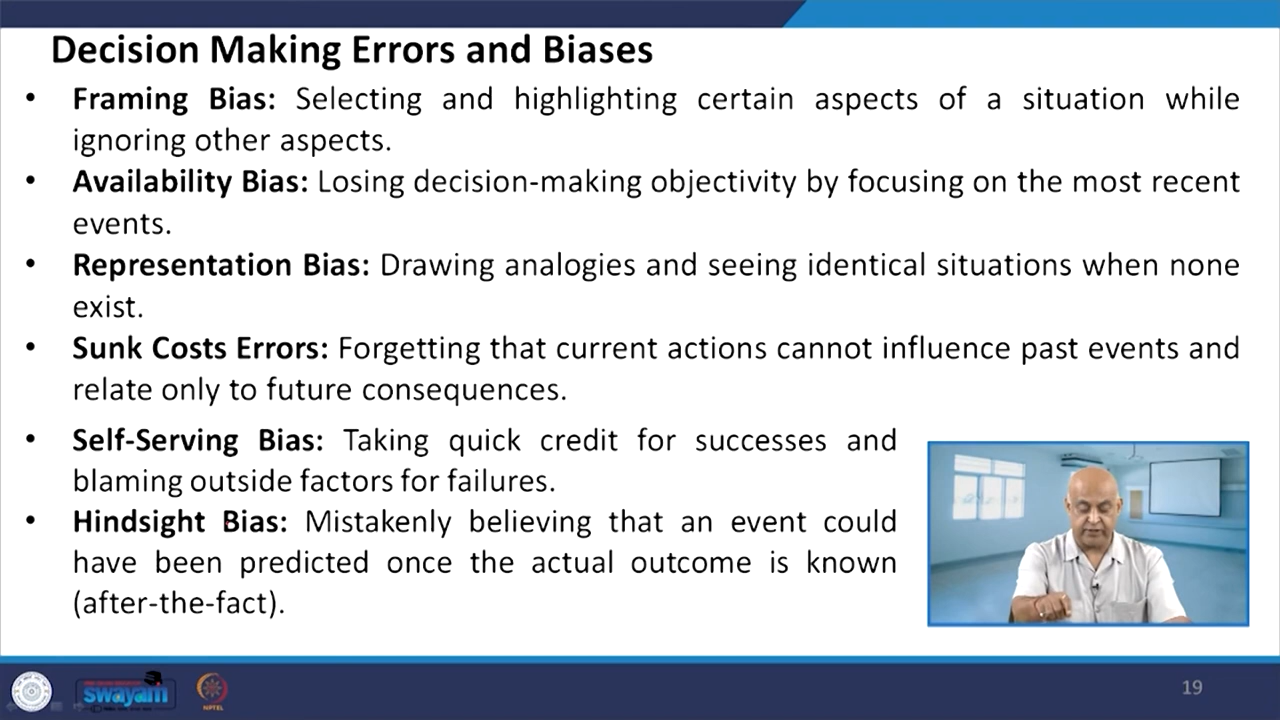 Decision Making Errors and Biases
• Framing Bias: Selecting and highlighting certain aspects of a situation while
ignoring other aspects.
• Availability Bias: Losing decision-making objectivity by focusing on the most recent
events.
• Representation Bias: Drawing analogies and seeing identical situations when none
exist.
• Sunk Costs Errors: Forgetting that current actions cannot influence past events and
relate only to future consequences.
• Self-Serving Bias: Taking quick credit for successes and
blaming outside factors for failures.
• Hindsight Bias: Mistakenly believing that an event could
have been predicted once the actual outcome is known
(after-the-fact).
swayam
NPTEL
19